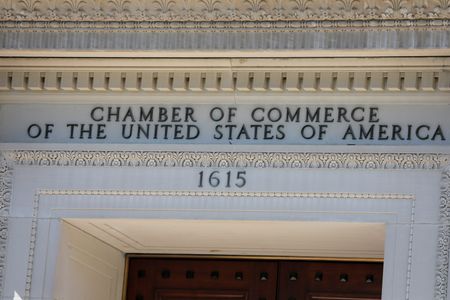 CHAMBER OF COMMERCE
OF THE UNITED STATES OF AMERICA
1615